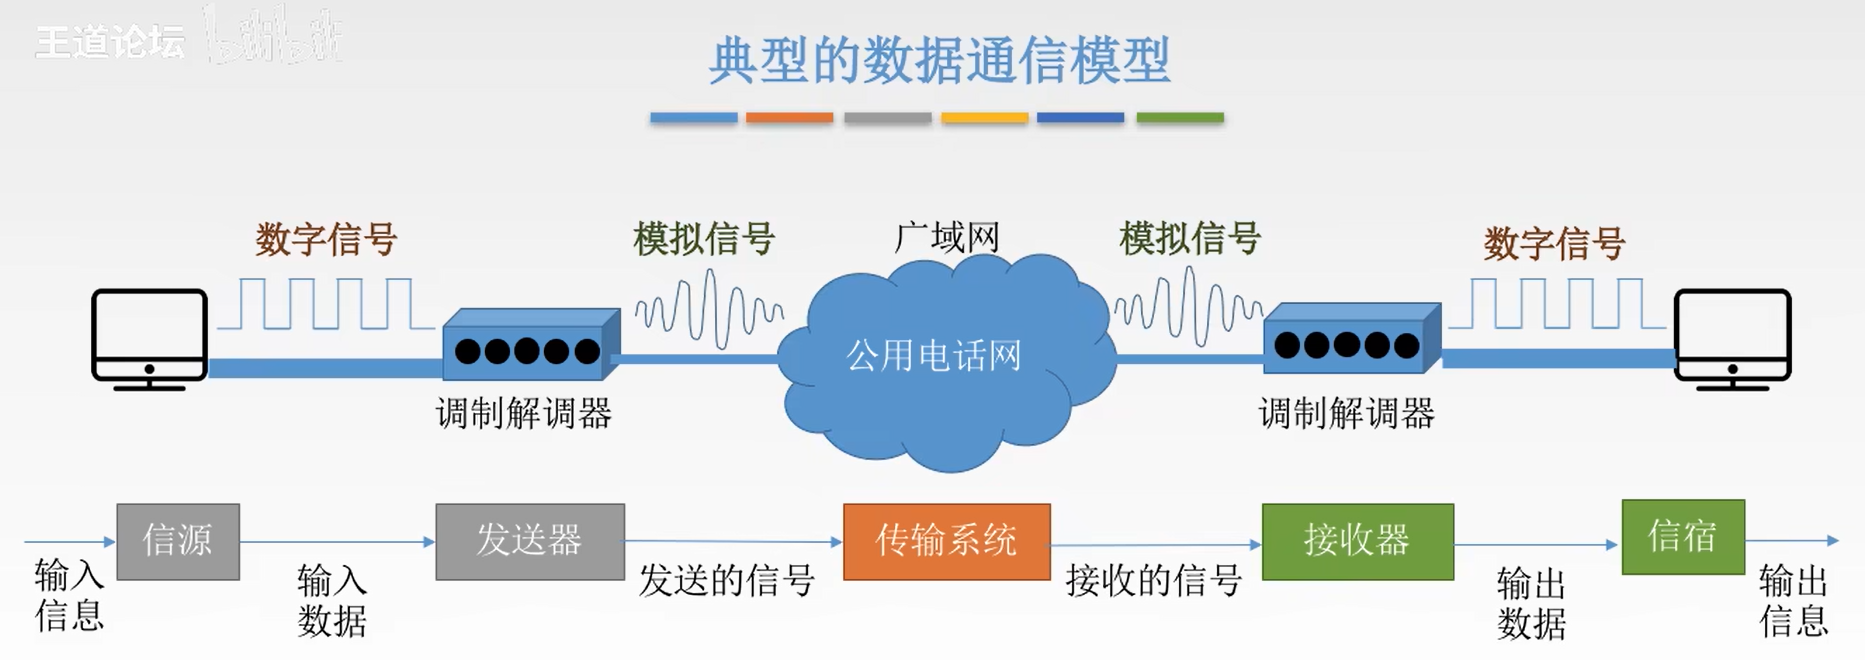 王道论坛 bilibili
典型的数据通信模型
数字信号
模拟信号
广域网
模拟信号
数字信号
公用电话网
调制解调器
调制解调器
信源
发送器
传输系统
接收器
信宿
输入
信息
输入
数据
发送的信号
接收的信号
输出
数据
输出
信息